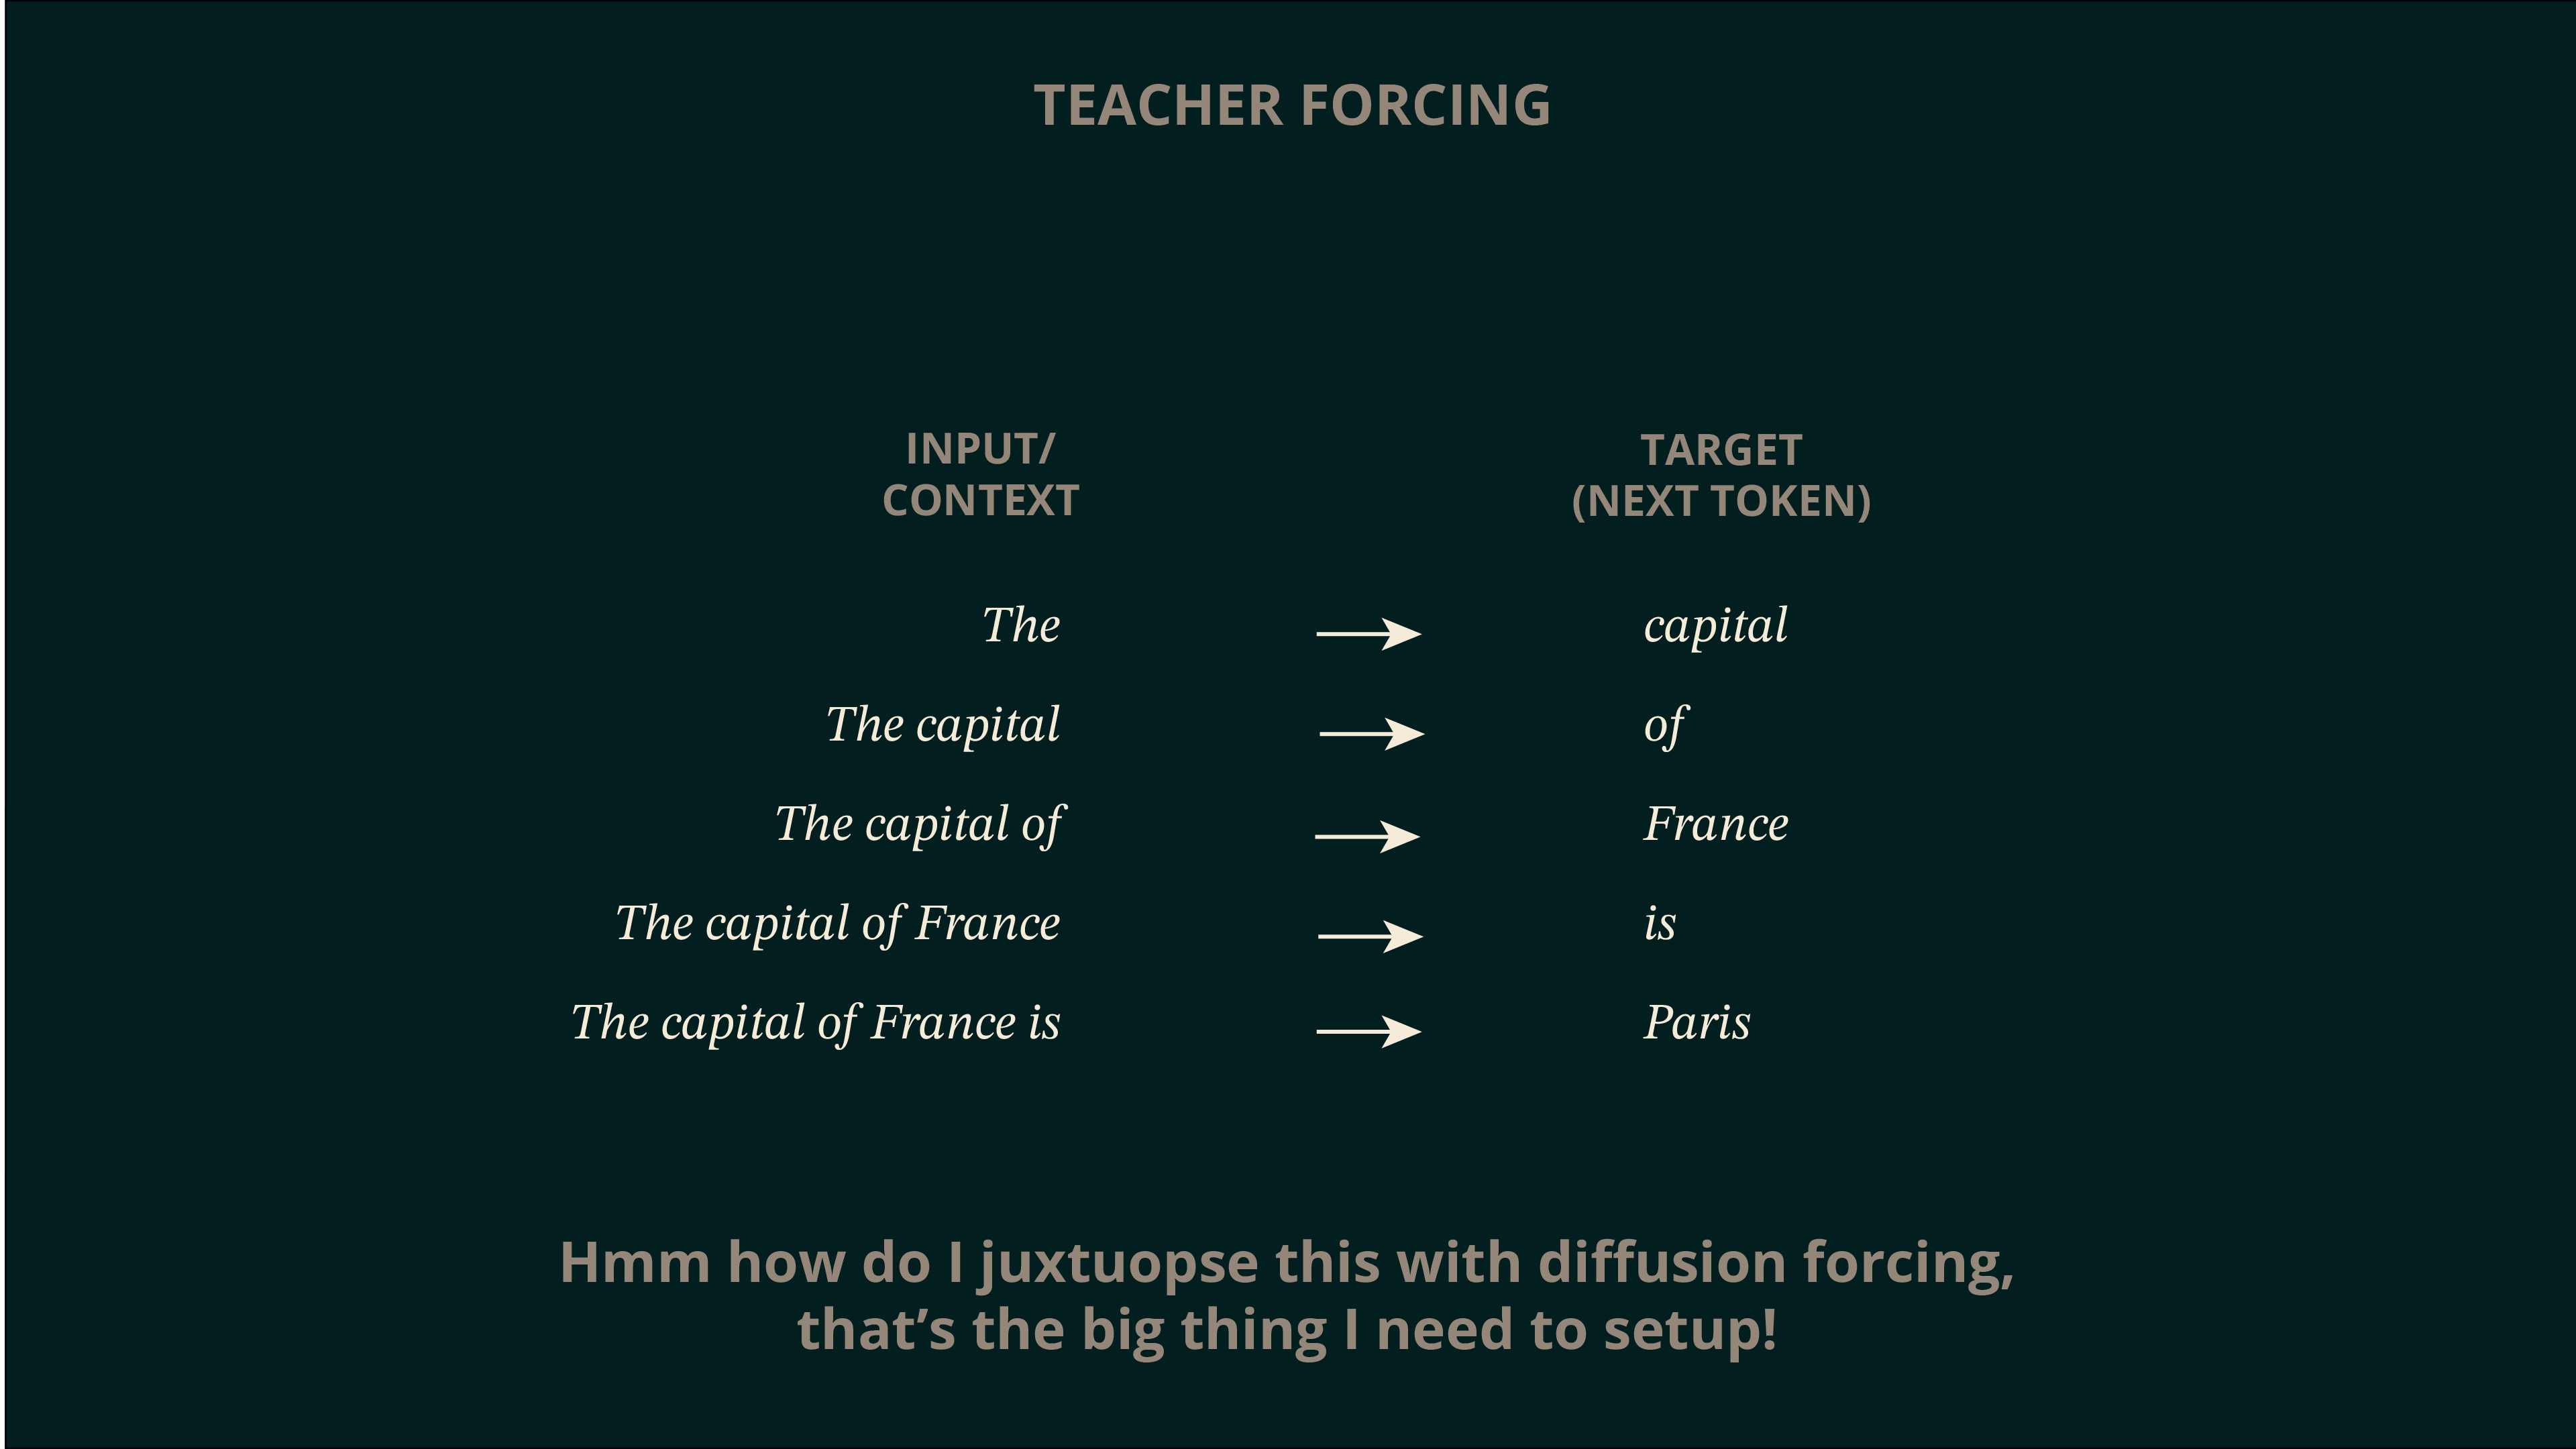 TEACHER FORCING
INPUT/
CONTEXT
TARGET
(NEXT TOKEN)
The → capital
The capital → of
The capital of → France
The capital of France → is
The capital of France is → Paris
Hmm how do I juxtuopse this with diffusion forcing,
that’s the big thing I need to setup!